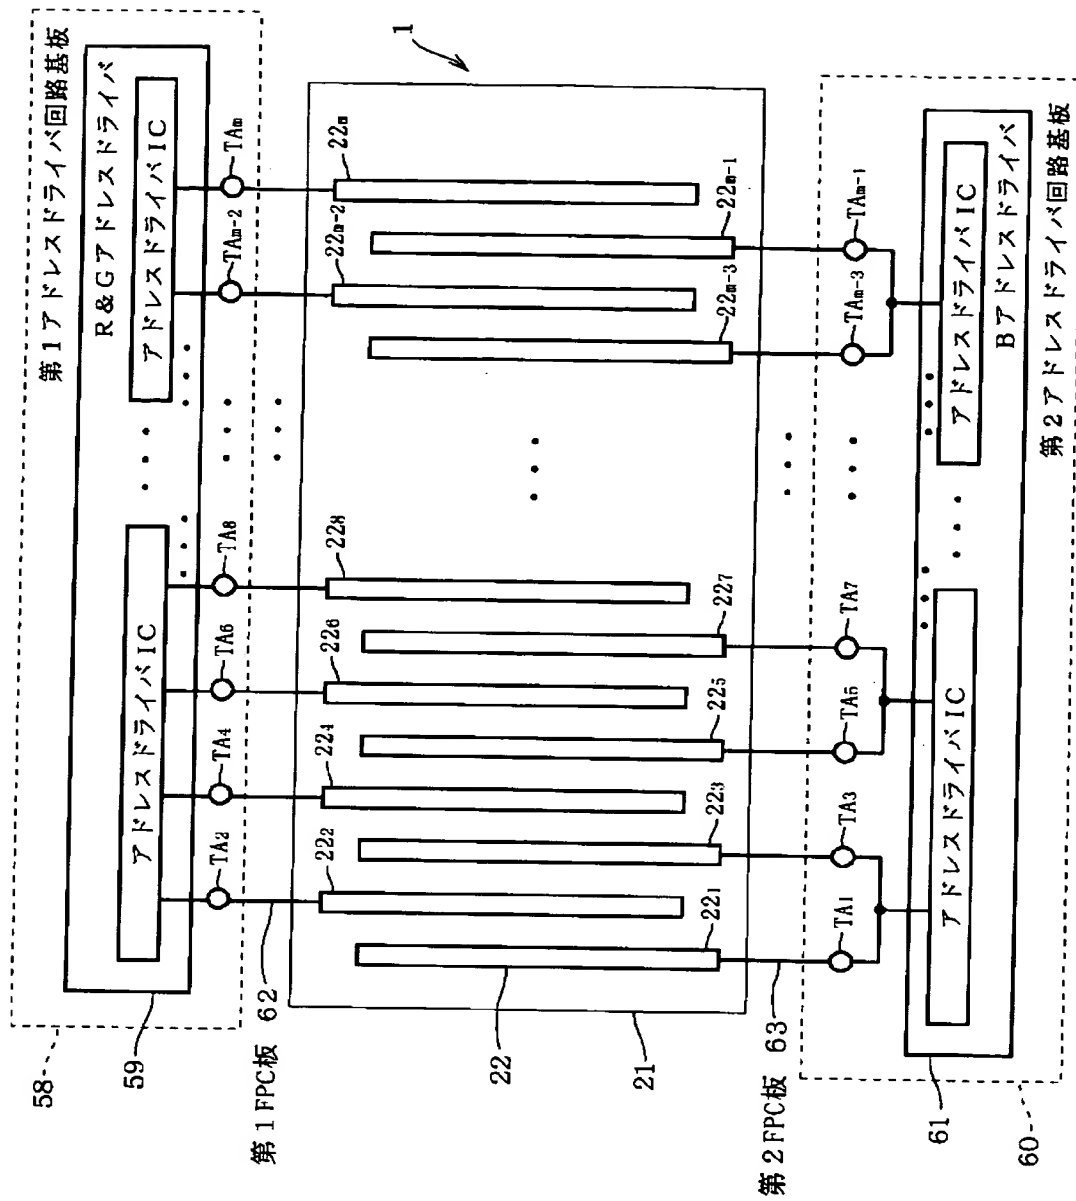 第1アドレスドライバ回路基板
R&Gアドレスドライバ
アドレスドライバIC
アドレスドライバIC
58
59
TA2
TA4
TA6
TA8
TAm-2
TAm
第1FPC板 62
1
222
224
226
228
22m-2
22m
22
21
221
223
225
227
22m-3
22m-1
第2FPC板 63
TA1
TA3
TA5
TA7
TAm-3
TAm-1
アドレスドライバIC
アドレスドライバIC
Bアドレスドライバ
第2アドレスドライバ回路基板
61
60